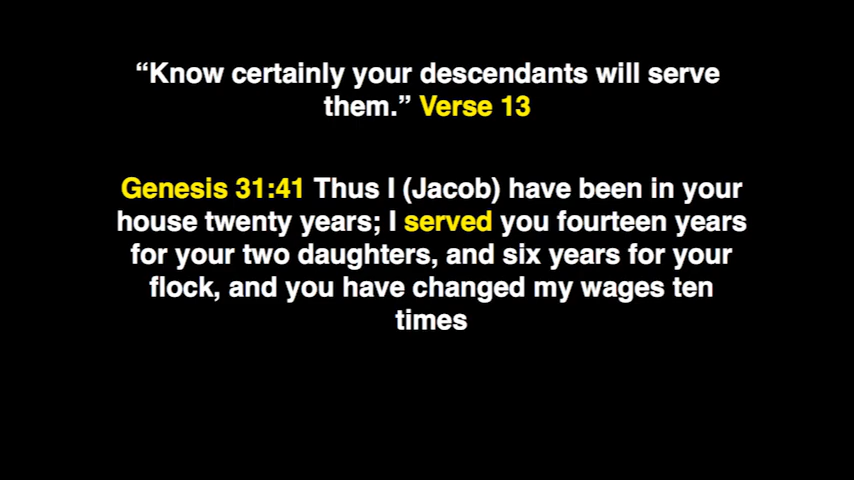 “Know certainly your descendants will serve
them.” Verse 13
Genesis 31:41 Thus I (Jacob) have been in your
house twenty years; I served you fourteen years
for your two daughters, and six years for your
flock, and you have changed my wages ten
times